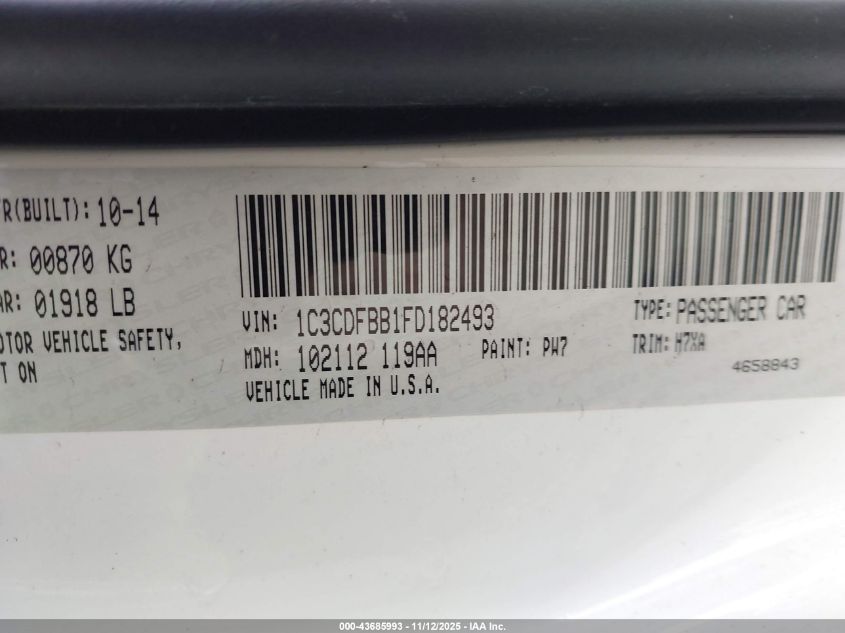 FR(BUILT): 10-14
R: 00870 KG
AR: 01918 LB
OTOR VEHICLE SAFETY,
T ON
VIN: 1C3CDFBB1FD182493
TYPE: PASSENGER CAR
MDH: 102112 119AA
PAINT: PW7
TRIM: H7XA
VEHICLE MADE IN U.S.A.
4658843
000-43685993 - 11/12/2025 - IAA Inc.